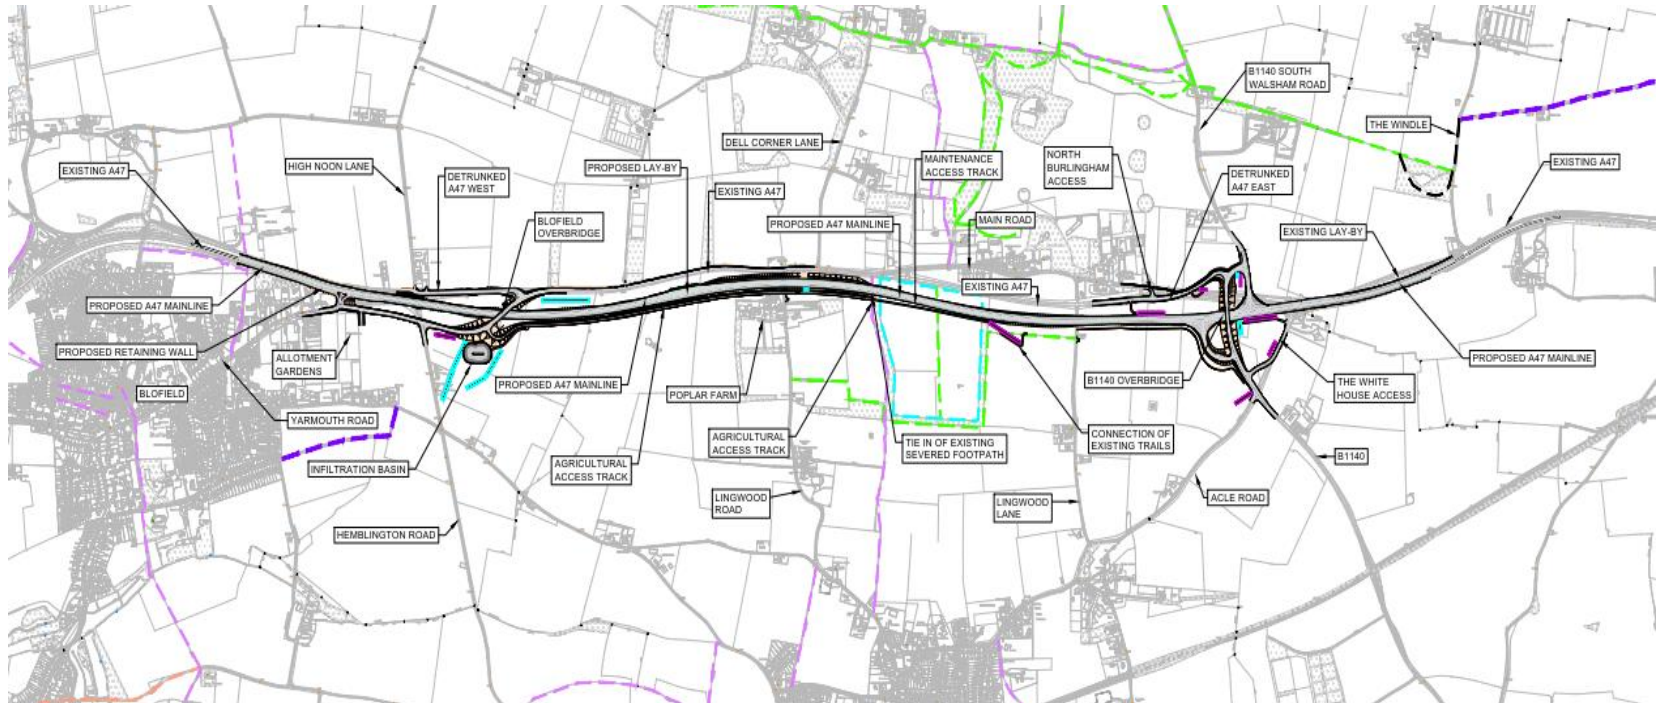 B1140 SOUTH
WALSHAM ROAD
THE WINDLE
EXISTING A47
HIGH NOON LANE
DETRUNKED
A47 WEST
PROPOSED LAY-BY
DELL CORNER LANE
MAINTENANCE
ACCESS TRACK
NORTH
BURLINGHAM
ACCESS
DETRUNKED
A47 EAST
EXISTING A47
EXISTING A47
BLOFIELD
OVERBRIDGE
PROPOSED A47 MAINLINE
MAIN ROAD
EXISTING LAY-BY
PROPOSED A47 MAINLINE
EXISTING A47
PROPOSED RETAINING WALL
ALLOTMENT
GARDENS
PROPOSED A47 MAINLINE
POPLAR FARM
B1140 OVERBRIDGE
PROPOSED A47 MAINLINE
THE WHITE
HOUSE ACCESS
BLOFIELD
YARMOUTH ROAD
INFILTRATION BASIN
AGRICULTURAL
ACCESS TRACK
AGRICULTURAL
ACCESS TRACK
TIE IN OF EXISTING
SEVERED FOOTPATH
CONNECTION OF
EXISTING TRAILS
B1140
HEMBLINGTON ROAD
LINGWOOD
ROAD
LINGWOOD
LANE
ACLE ROAD